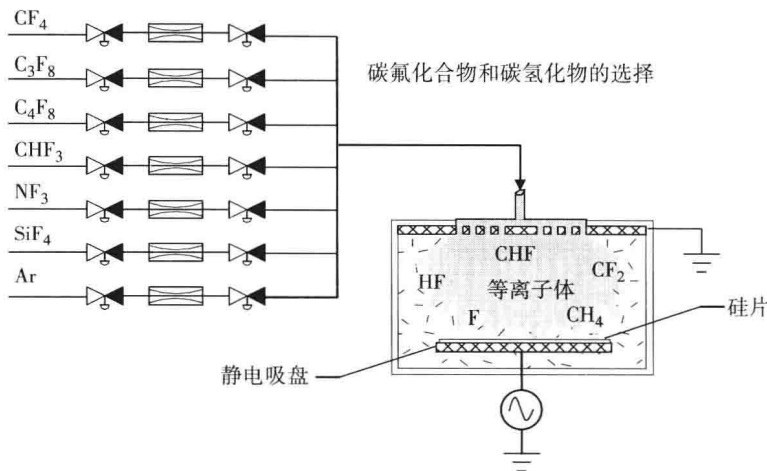 CF₄
C₃F₈
碳氟化合物和碳氢化物的选择
C₄F₈
CHF₃
NF₃
SiF₄
Ar
CHF
HF
CF₂
等离子体
F
CH₄
硅片
静电吸盘